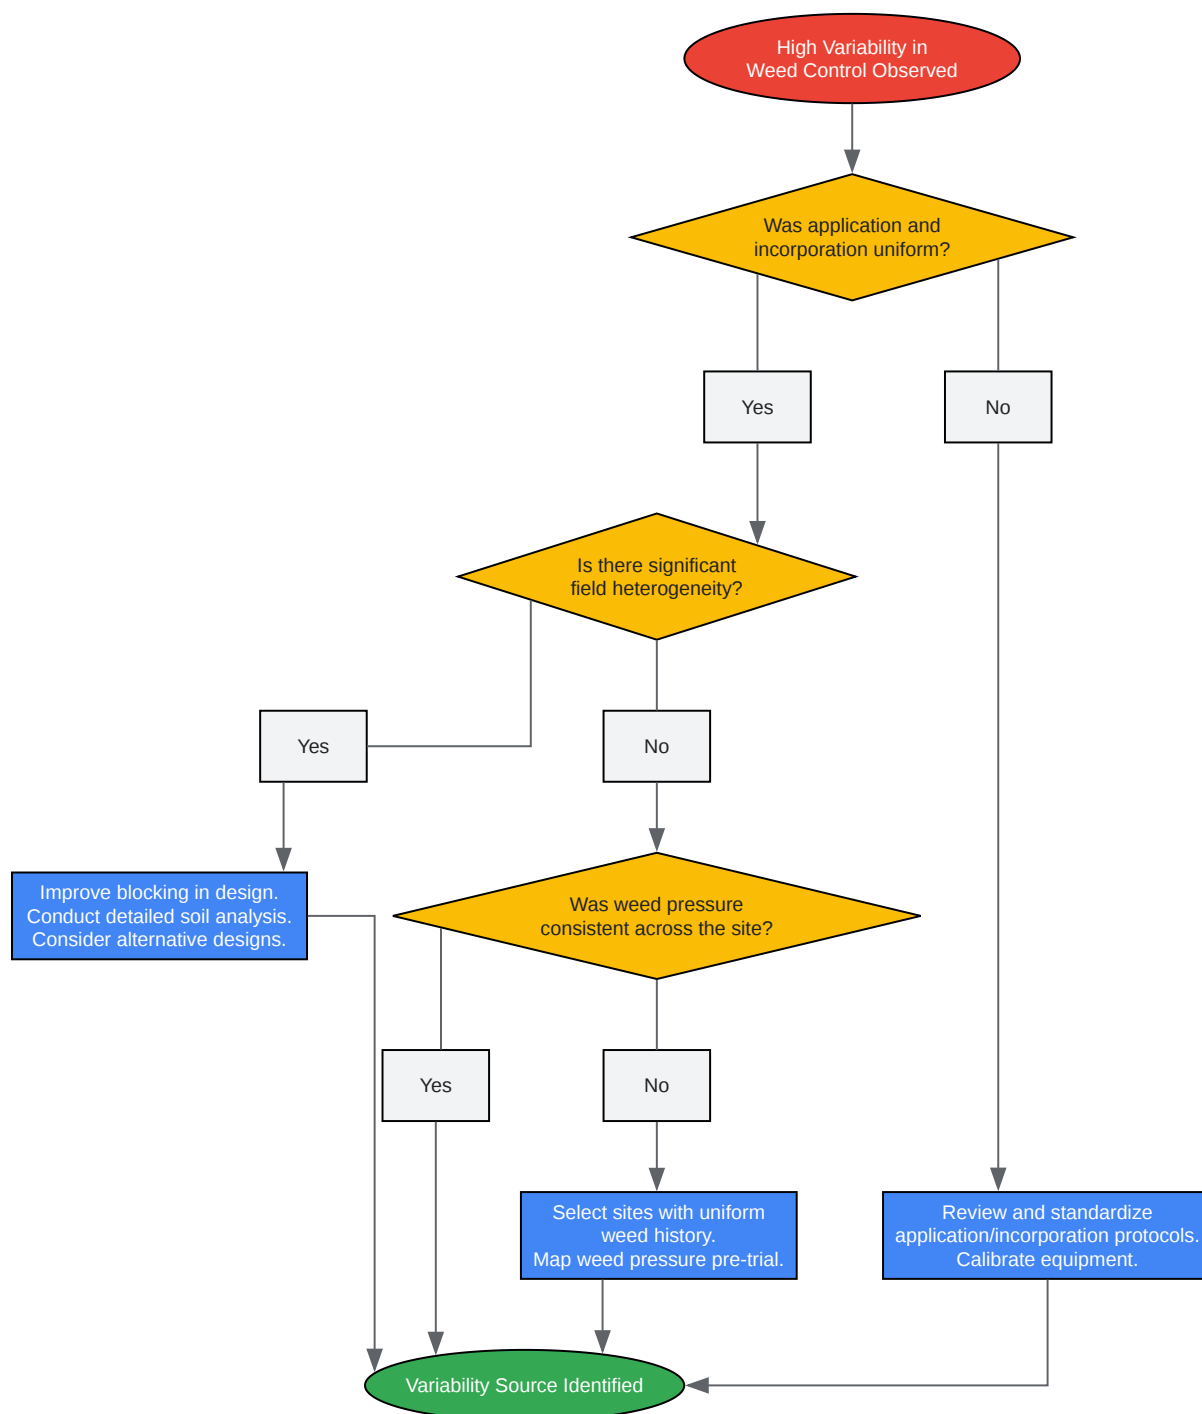 High Variability in
Weed Control Observed
Was application and
incorporation uniform?
Yes
No
Is there significant
field heterogeneity?
Yes
No
Improve blocking in design.
Conduct detailed soil analysis.
Consider alternative designs.
Was weed pressure
consistent across the site?
Yes
No
Select sites with uniform
weed history.
Map weed pressure pre-trial.
Review and standardize
application/incorporation protocols.
Calibrate equipment.
Variability Source Identified